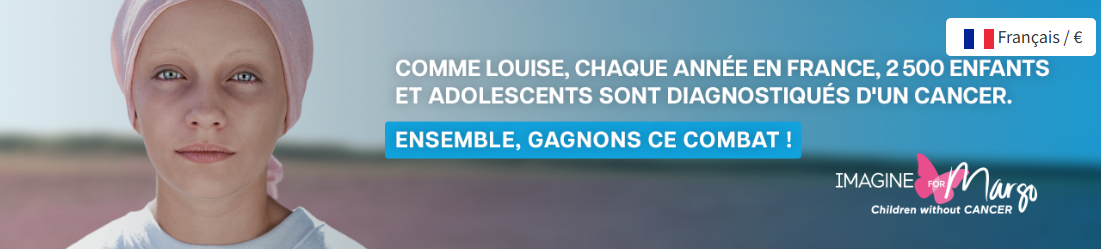 Français / €
COMME LOUISE, CHAQUE ANNÉE EN FRANCE, 2 500 ENFANTS
ET ADOLESCENTS SONT DIAGNOSTIQUÉS D'UN CANCER.
ENSEMBLE, GAGNONS CE COMBAT !
IMAGINE FOR Margo
Children without CANCER